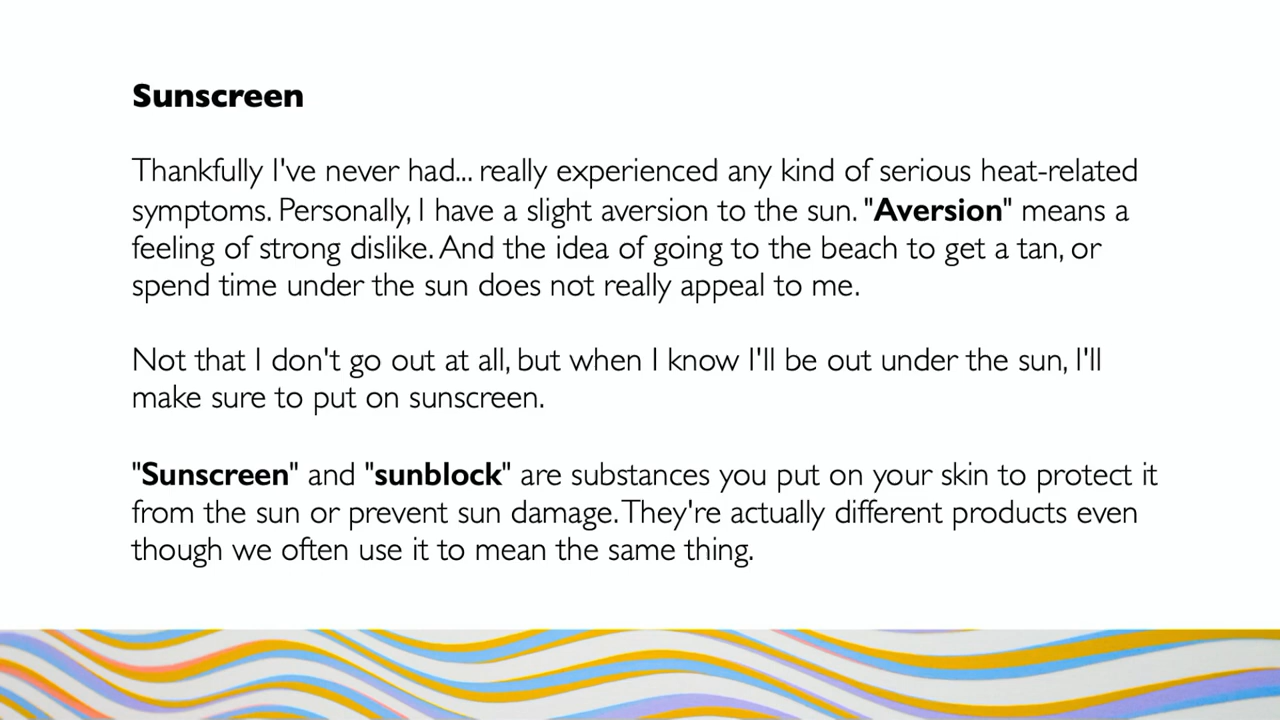 Sunscreen
Thankfully I've never had... really experienced any kind of serious heat-related
symptoms. Personally, I have a slight aversion to the sun. "Aversion" means a
feeling of strong dislike. And the idea of going to the beach to get a tan, or
spend time under the sun does not really appeal to me.
Not that I don't go out at all, but when I know I'll be out under the sun, I'll
make sure to put on sunscreen.
"Sunscreen" and "sunblock" are substances you put on your skin to protect it
from the sun or prevent sun damage. They're actually different products even
though we often use it to mean the same thing.